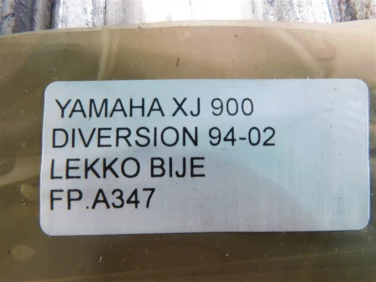 YAMAHA XJ 900
DIVERSION 94-02
LEKKO BIJE
FP.A347